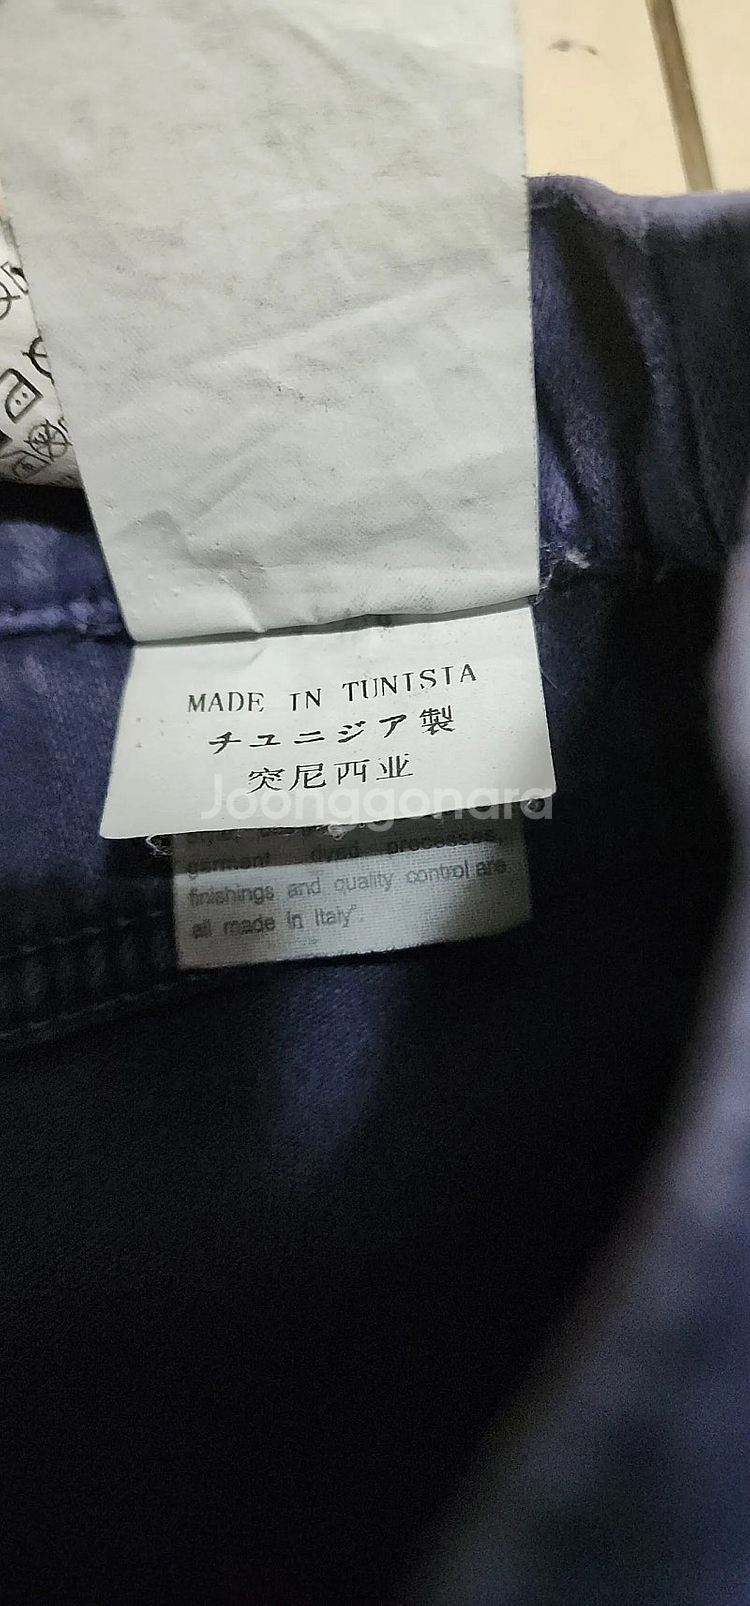 MADE IN TUNISIA
チュニジア製
突尼西亚
Joonggonara
garment dyed processes,
finishings and quality control are
all made in Italy".